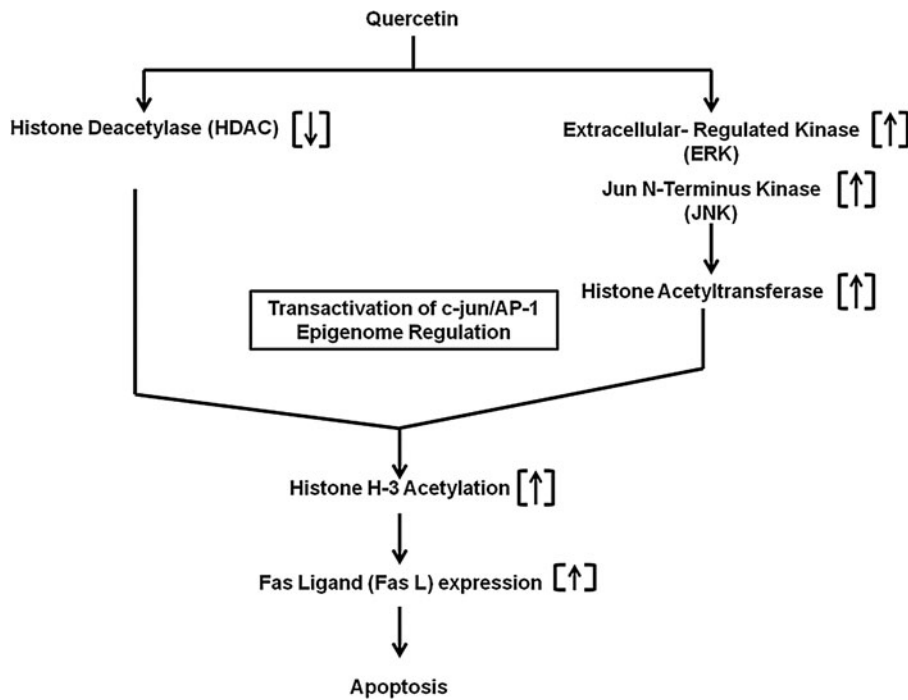 Quercetin
Histone Deacetylase (HDAC) [↓]
Extracellular- Regulated Kinase [↑]
(ERK)
Jun N-Terminus Kinase [↑]
(JNK)
Histone Acetyltransferase [↑]
Transactivation of c-jun/AP-1
Epigenome Regulation
Histone H-3 Acetylation [↑]
Fas Ligand (Fas L) expression [↑]
Apoptosis